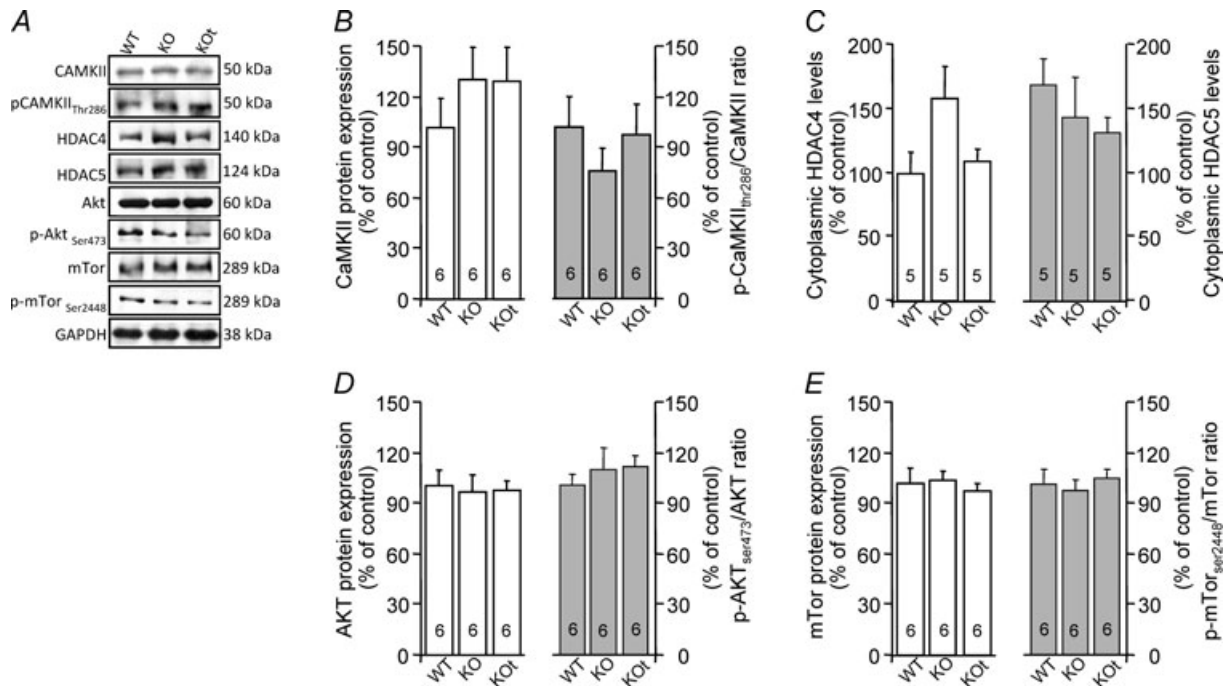 A
WT KO KOt
CAMKII 50 kDa
pCAMKIIThr286 50 kDa
HDAC4 140 kDa
HDAC5 124 kDa
Akt 60 kDa
p-Akt Ser473 60 kDa
mTor 289 kDa
p-mTor Ser2448 289 kDa
GAPDH 38 kDa
B
CaMKII protein expression
(% of control)
150
120
90
60
30
0
6 6 6
WT KO KOt
6 6 6
WT KO KOt
150
120
90
60
30
0
p-CaMKIIthr286/CaMKII ratio
(% of control)
C
Cytoplasmic HDAC4 levels
(% of control)
200
150
100
50
0
5 5 5
WT KO KOt
5 5 5
WT KO KOt
200
150
100
50
0
Cytoplasmic HDAC5 levels
(% of control)
D
AKT protein expression
(% of control)
150
120
90
60
30
0
6 6 6
WT KO KOt
6 6 6
WT KO KOt
150
120
90
60
30
0
p-AKTser473/AKT ratio
(% of control)
E
mTor protein expression
(% of control)
150
120
90
60
30
0
6 6 6
WT KO KOt
6 6 6
WT KO KOt
150
120
90
60
30
0
p-mTorser2448/mTor ratio
(% of control)